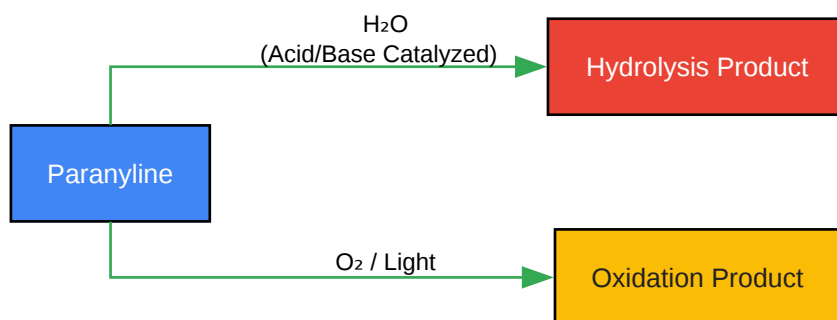 H₂O
(Acid/Base Catalyzed)
Hydrolysis Product
Paranyline
O₂ / Light
Oxidation Product